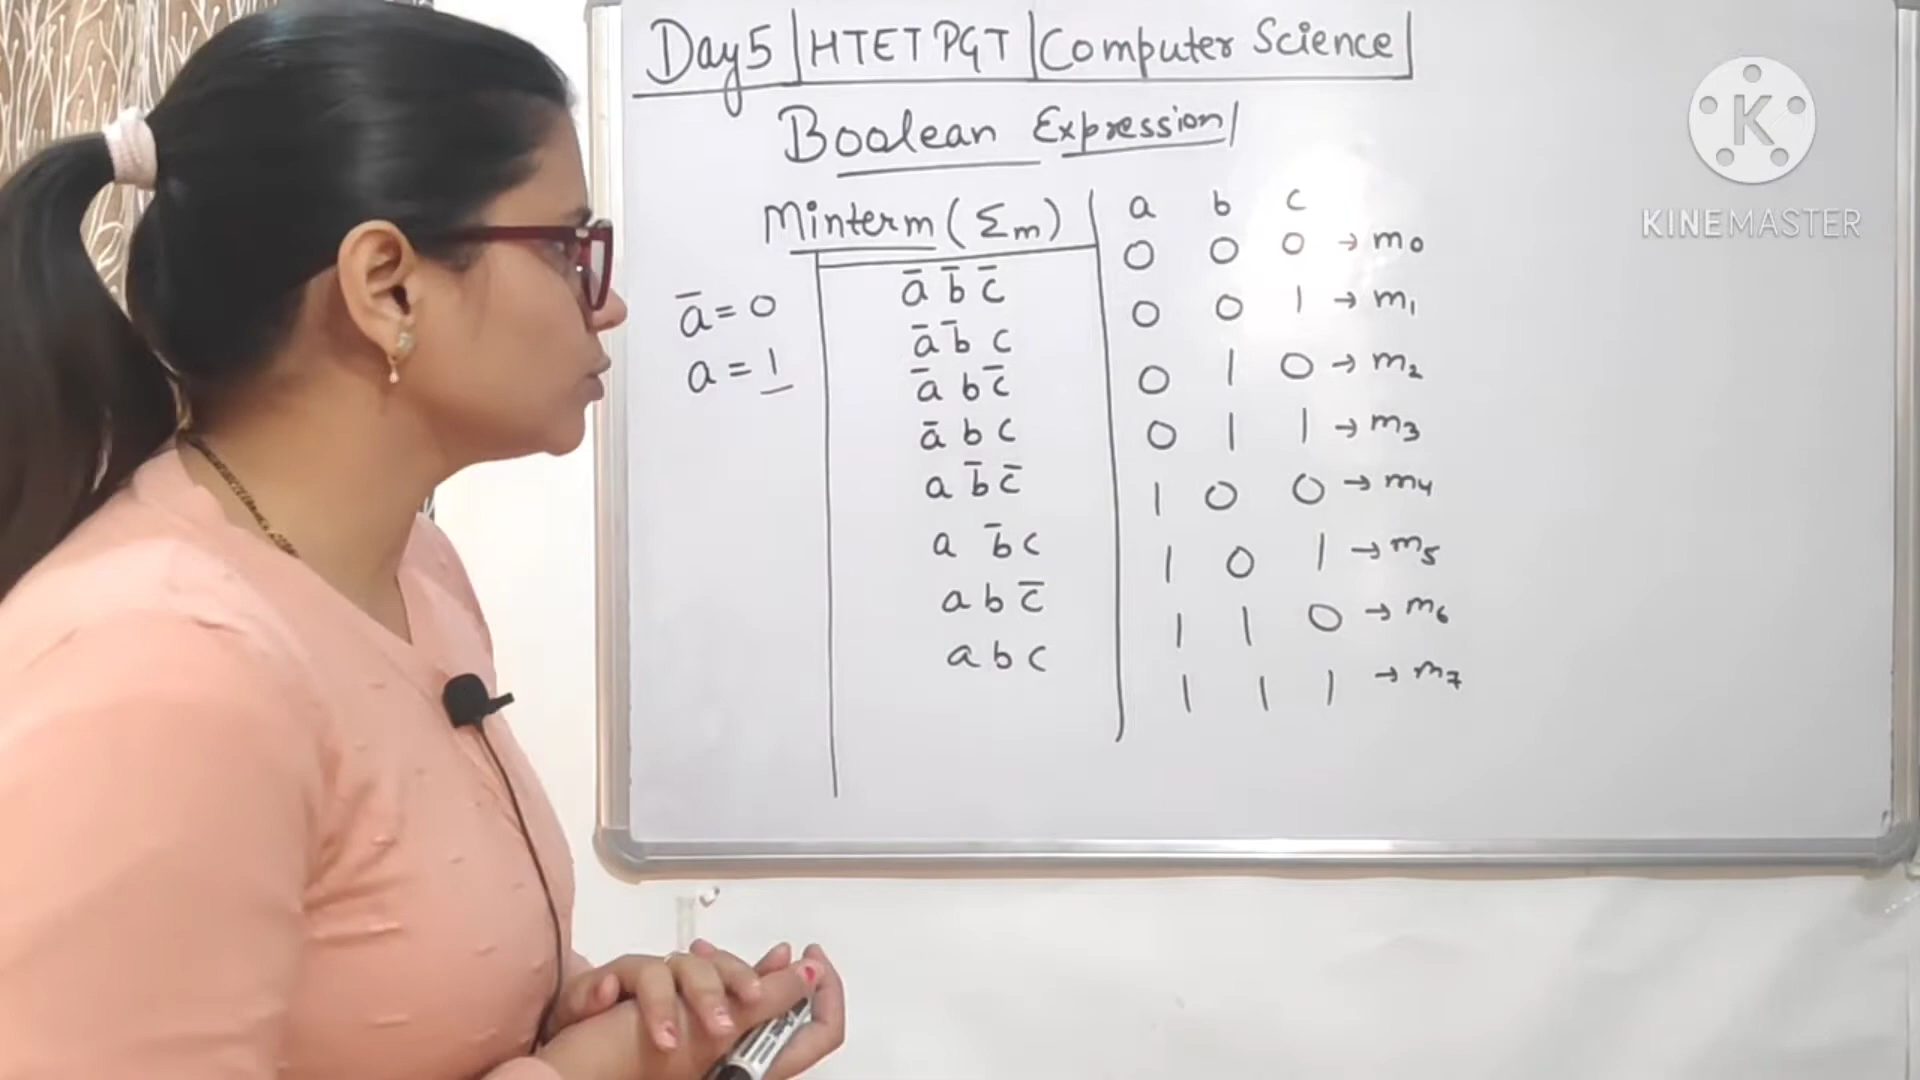 Day 5 | HTET PGT | Computer Science |
Boolean Expression/
Minterm (Σm)
a̅ = 0
a = 1
a̅ b̅ c̅
a̅ b̅ c
a̅ b c̅
a̅ b c
a b̅ c̅
a b̅ c
a b c̅
a b c
a b c
0 0 0 → m0
0 0 1 → m1
0 1 0 → m2
0 1 1 → m3
1 0 0 → m4
1 0 1 → m5
1 1 0 → m6
1 1 1 → m7
K
KINEMASTER